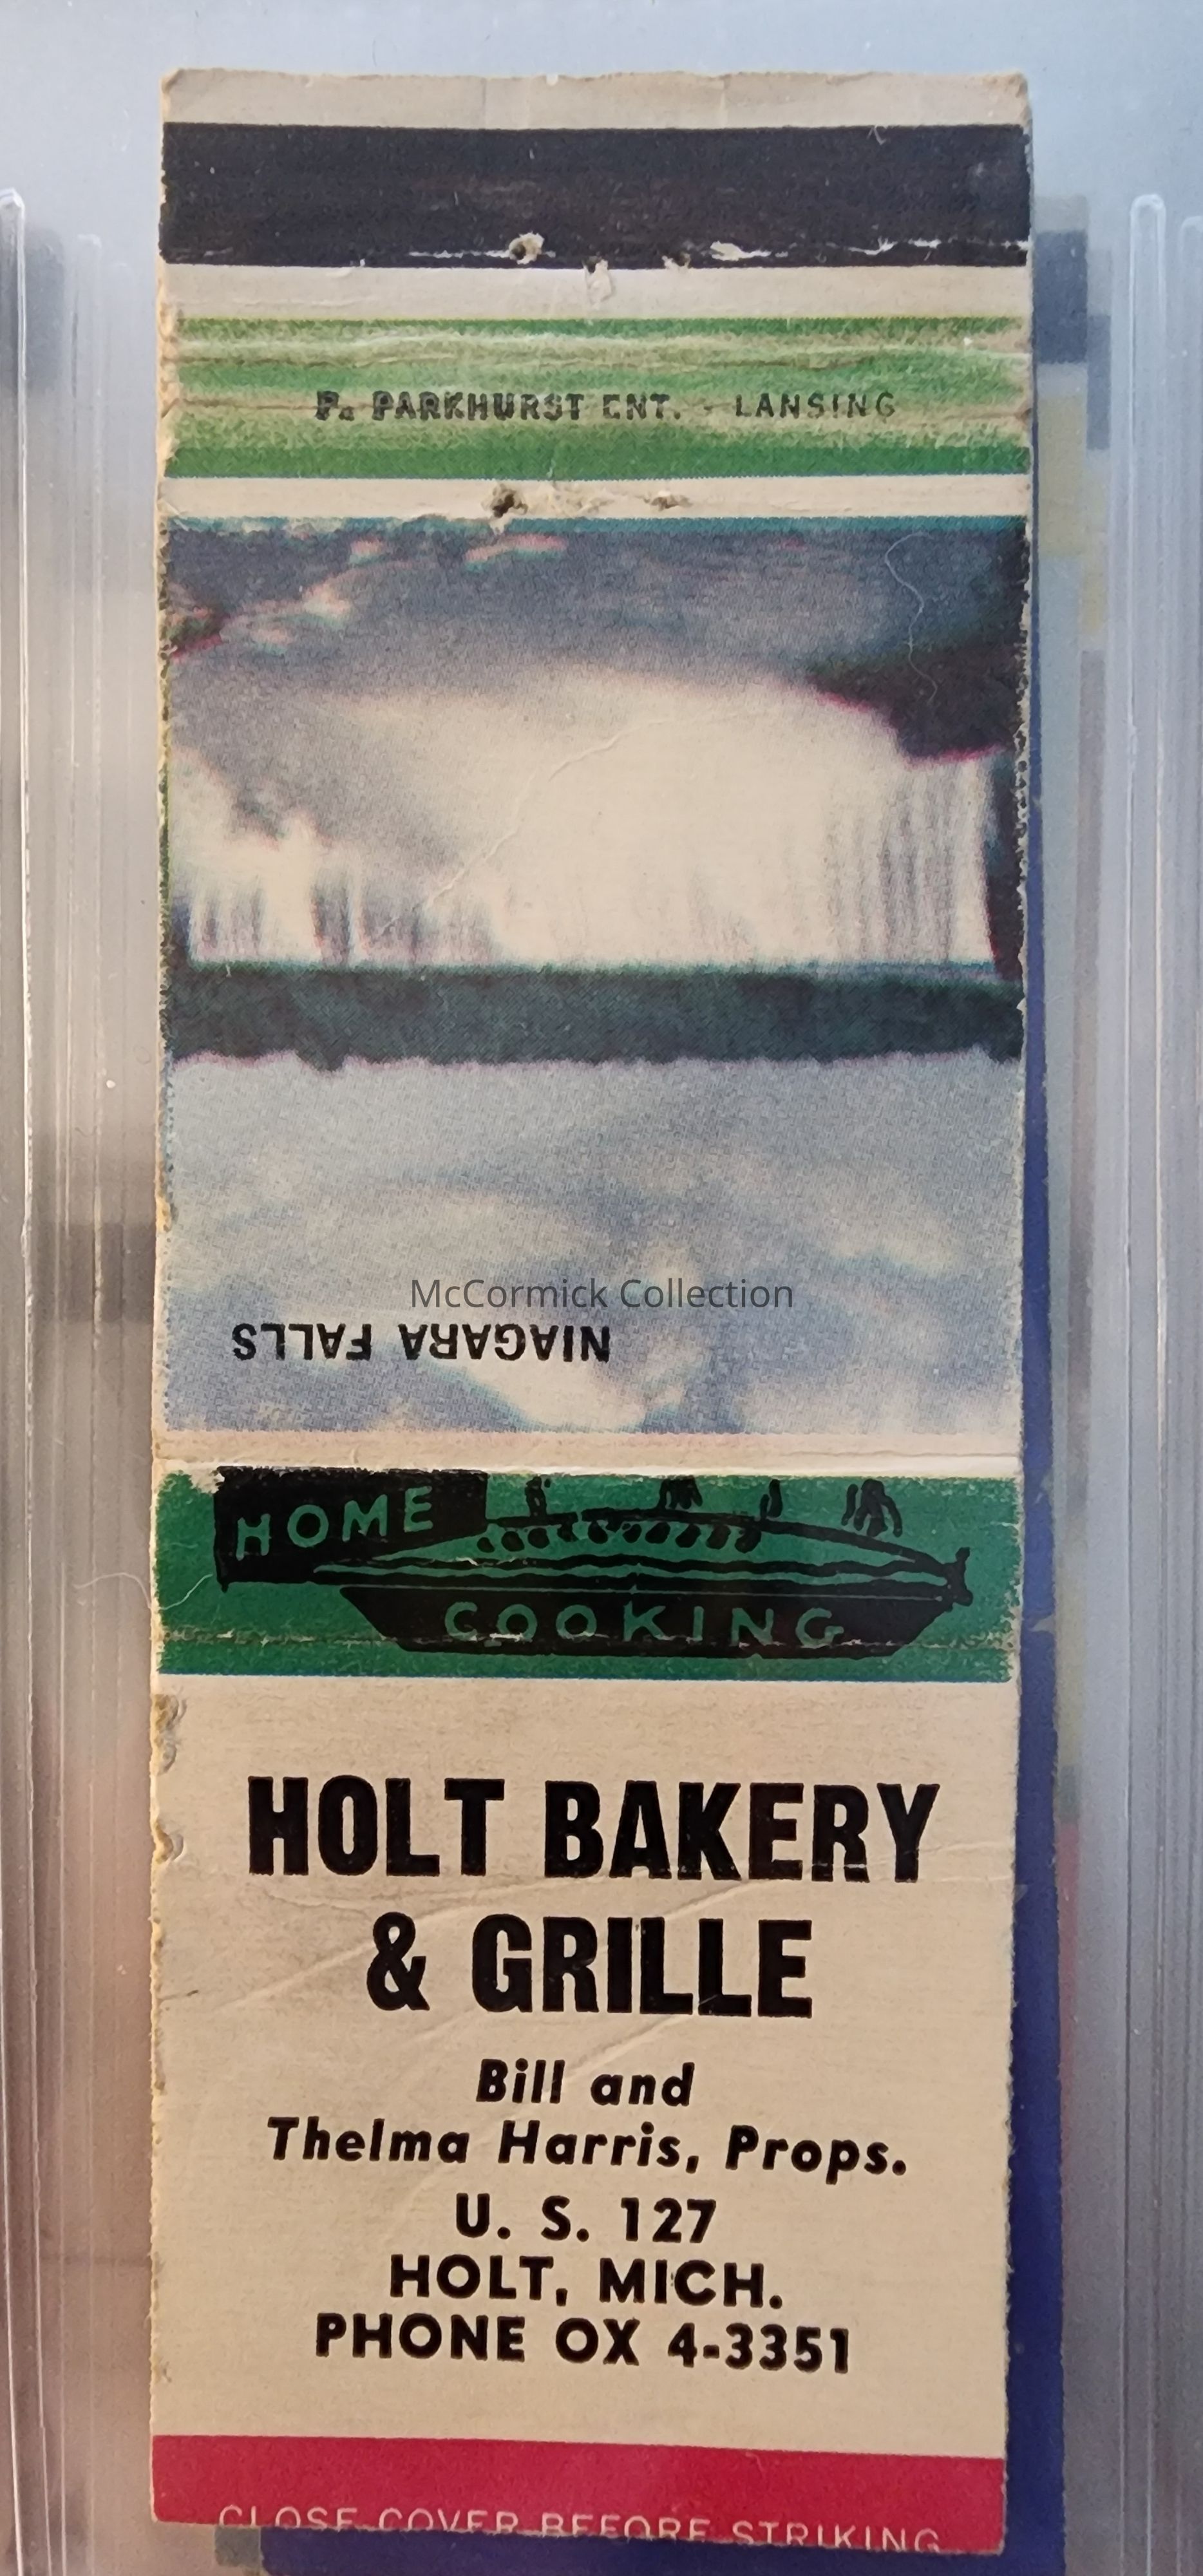 P. PARKHURST ENT. - LANSING
McCormick Collection
NIAGARA FALLS
HOME
COOKING
HOLT BAKERY
& GRILLE
Bill and
Thelma Harris, Props.
U. S. 127
HOLT, MICH.
PHONE OX 4-3351
CLOSE COVER BEFORE STRIKING